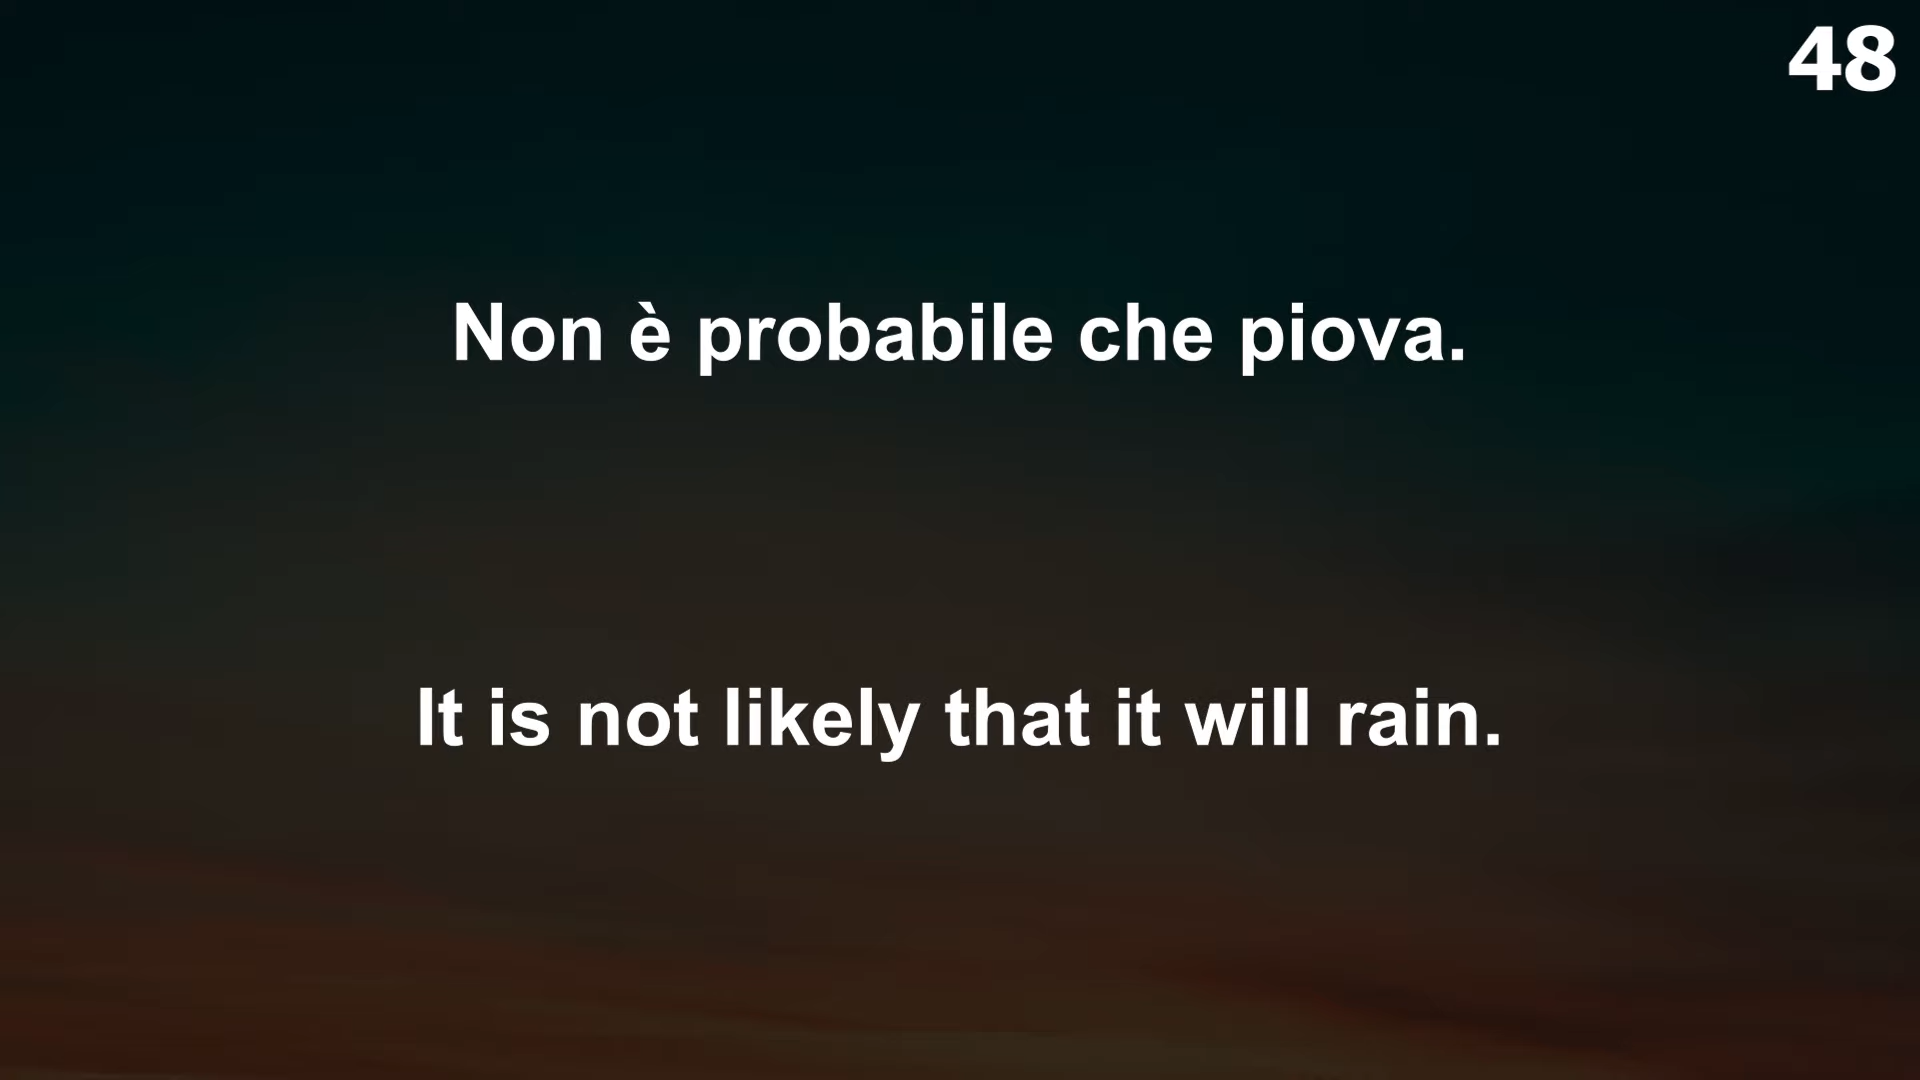 48
Non è probabile che piova.
It is not likely that it will rain.